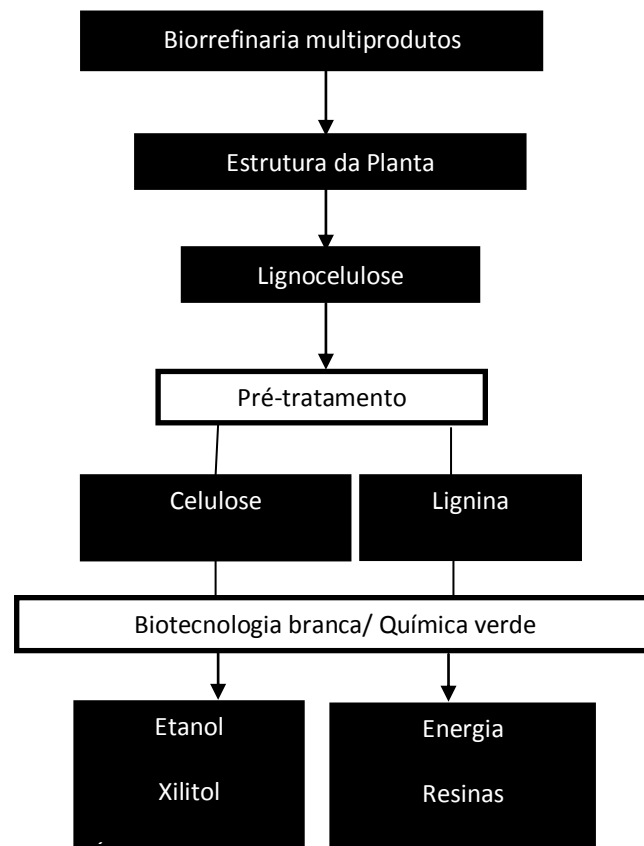 Biorrefinaria multiprodutos
Estrutura da Planta
Lignocelulose
Pré-tratamento
Celulose
Lignina
Biotecnologia branca/ Química verde
Etanol
Energia
Xilitol
Resinas